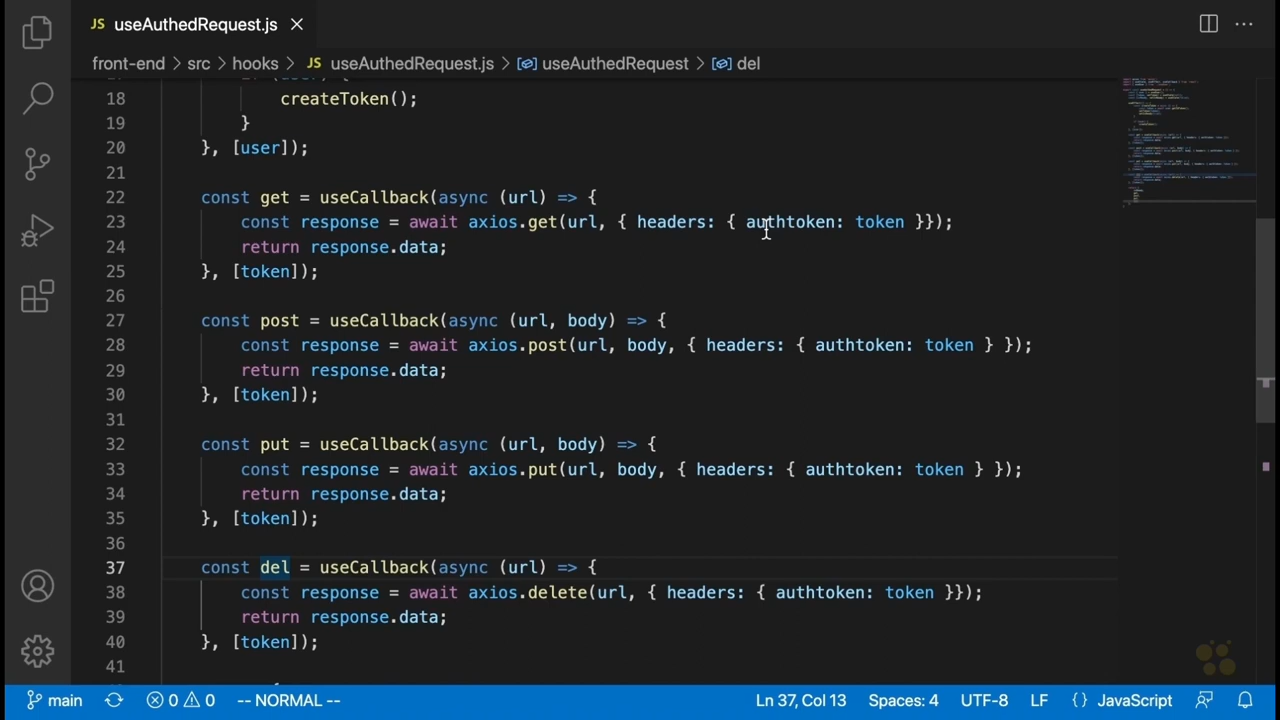 JS useAuthedRequest.js
front-end > src > hooks > JS useAuthedRequest.js > useAuthedRequest > del
18 createToken();
19 }
20 }, [user]);
21
22 const get = useCallback(async (url) => {
23 const response = await axios.get(url, { headers: { authtoken: token }});
24 return response.data;
25 }, [token]);
26
27 const post = useCallback(async (url, body) => {
28 const response = await axios.post(url, body, { headers: { authtoken: token } });
29 return response.data;
30 }, [token]);
31
32 const put = useCallback(async (url, body) => {
33 const response = await axios.put(url, body, { headers: { authtoken: token } });
34 return response.data;
35 }, [token]);
36
37 const del = useCallback(async (url) => {
38 const response = await axios.delete(url, { headers: { authtoken: token }});
39 return response.data;
40 }, [token]);
41
main 0 0 -- NORMAL -- Ln 37, Col 13 Spaces: 4 UTF-8 LF {} JavaScript